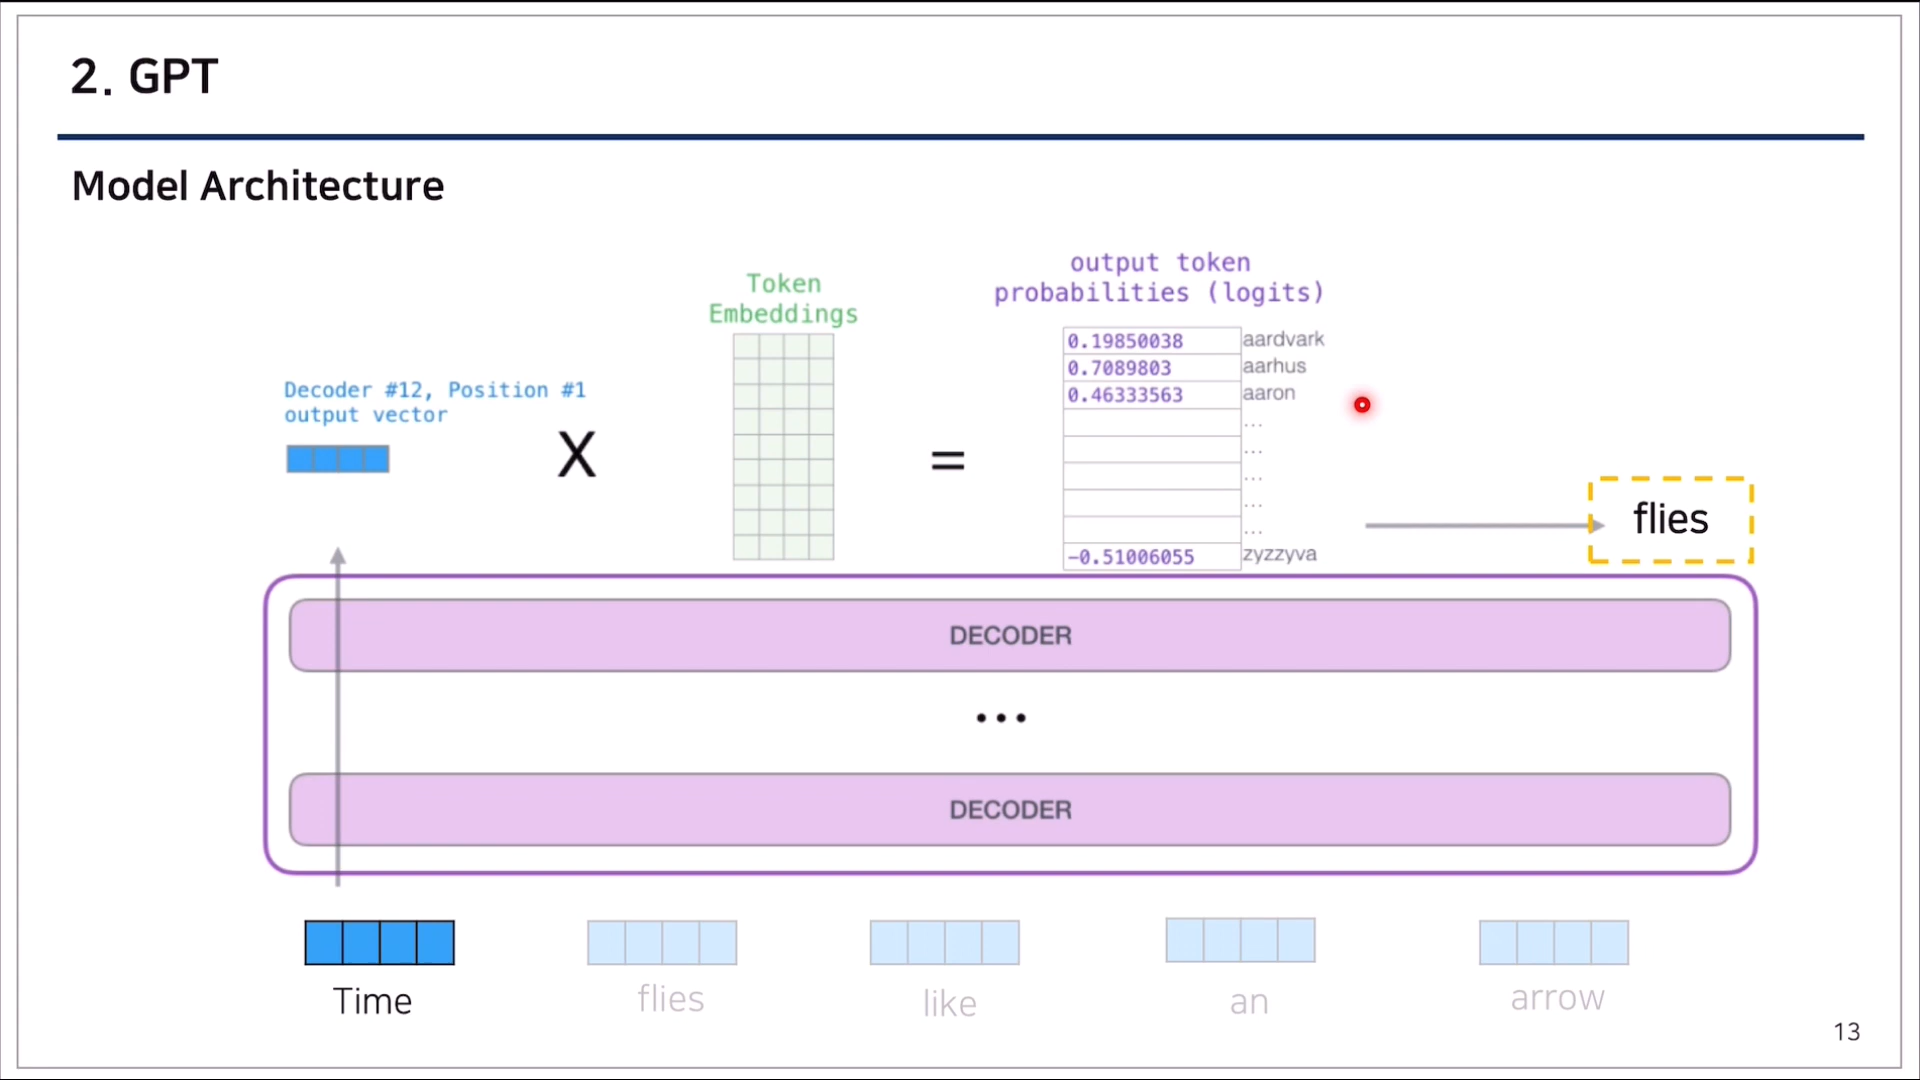 2. GPT
Model Architecture
output token
probabilities (logits)
Token
Embeddings
Decoder #12, Position #1
output vector
X
=
0.19850038 aardvark
0.7089803 aarhus
0.46333563 aaron
...
...
...
...
...
-0.51006055 zyzzyva
flies
DECODER
...
DECODER
Time flies like an arrow
13